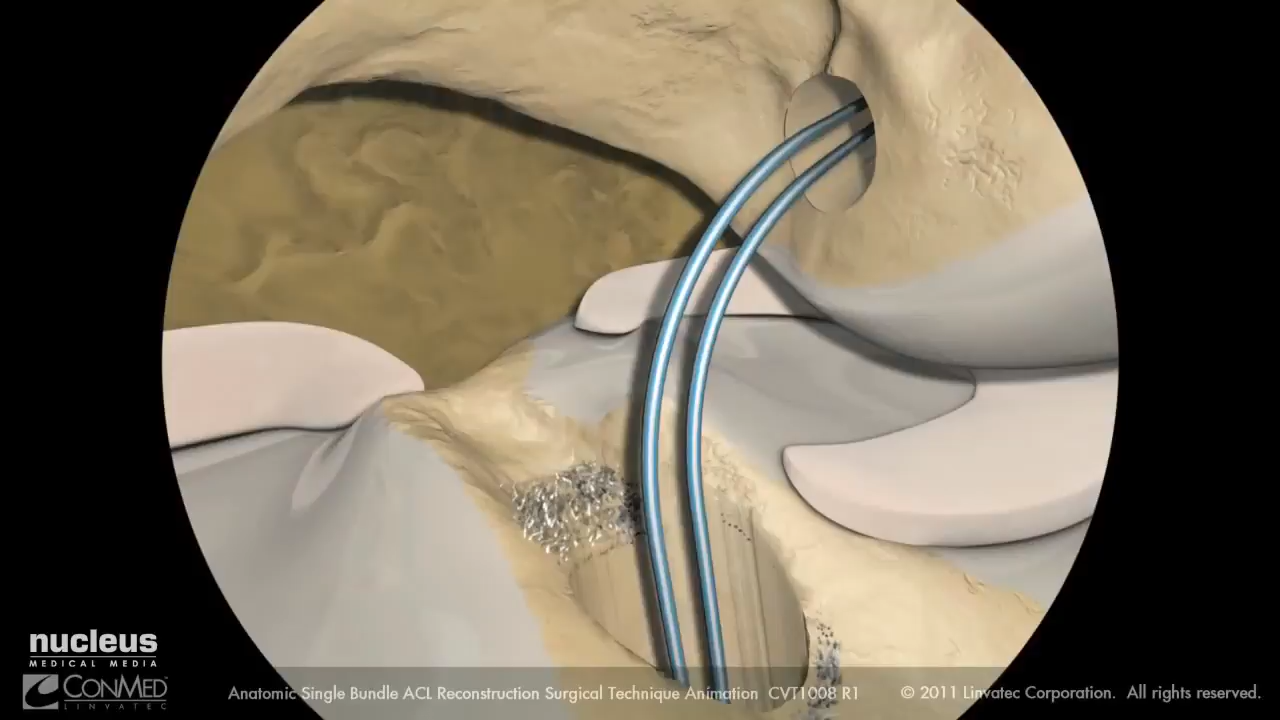 nucleus
MEDICAL MEDIA
CONMED
LINVATEC
Anatomic Single Bundle ACL Reconstruction Surgical Technique Animation CVT1008 R1 © 2011 Linvatec Corporation. All rights reserved.